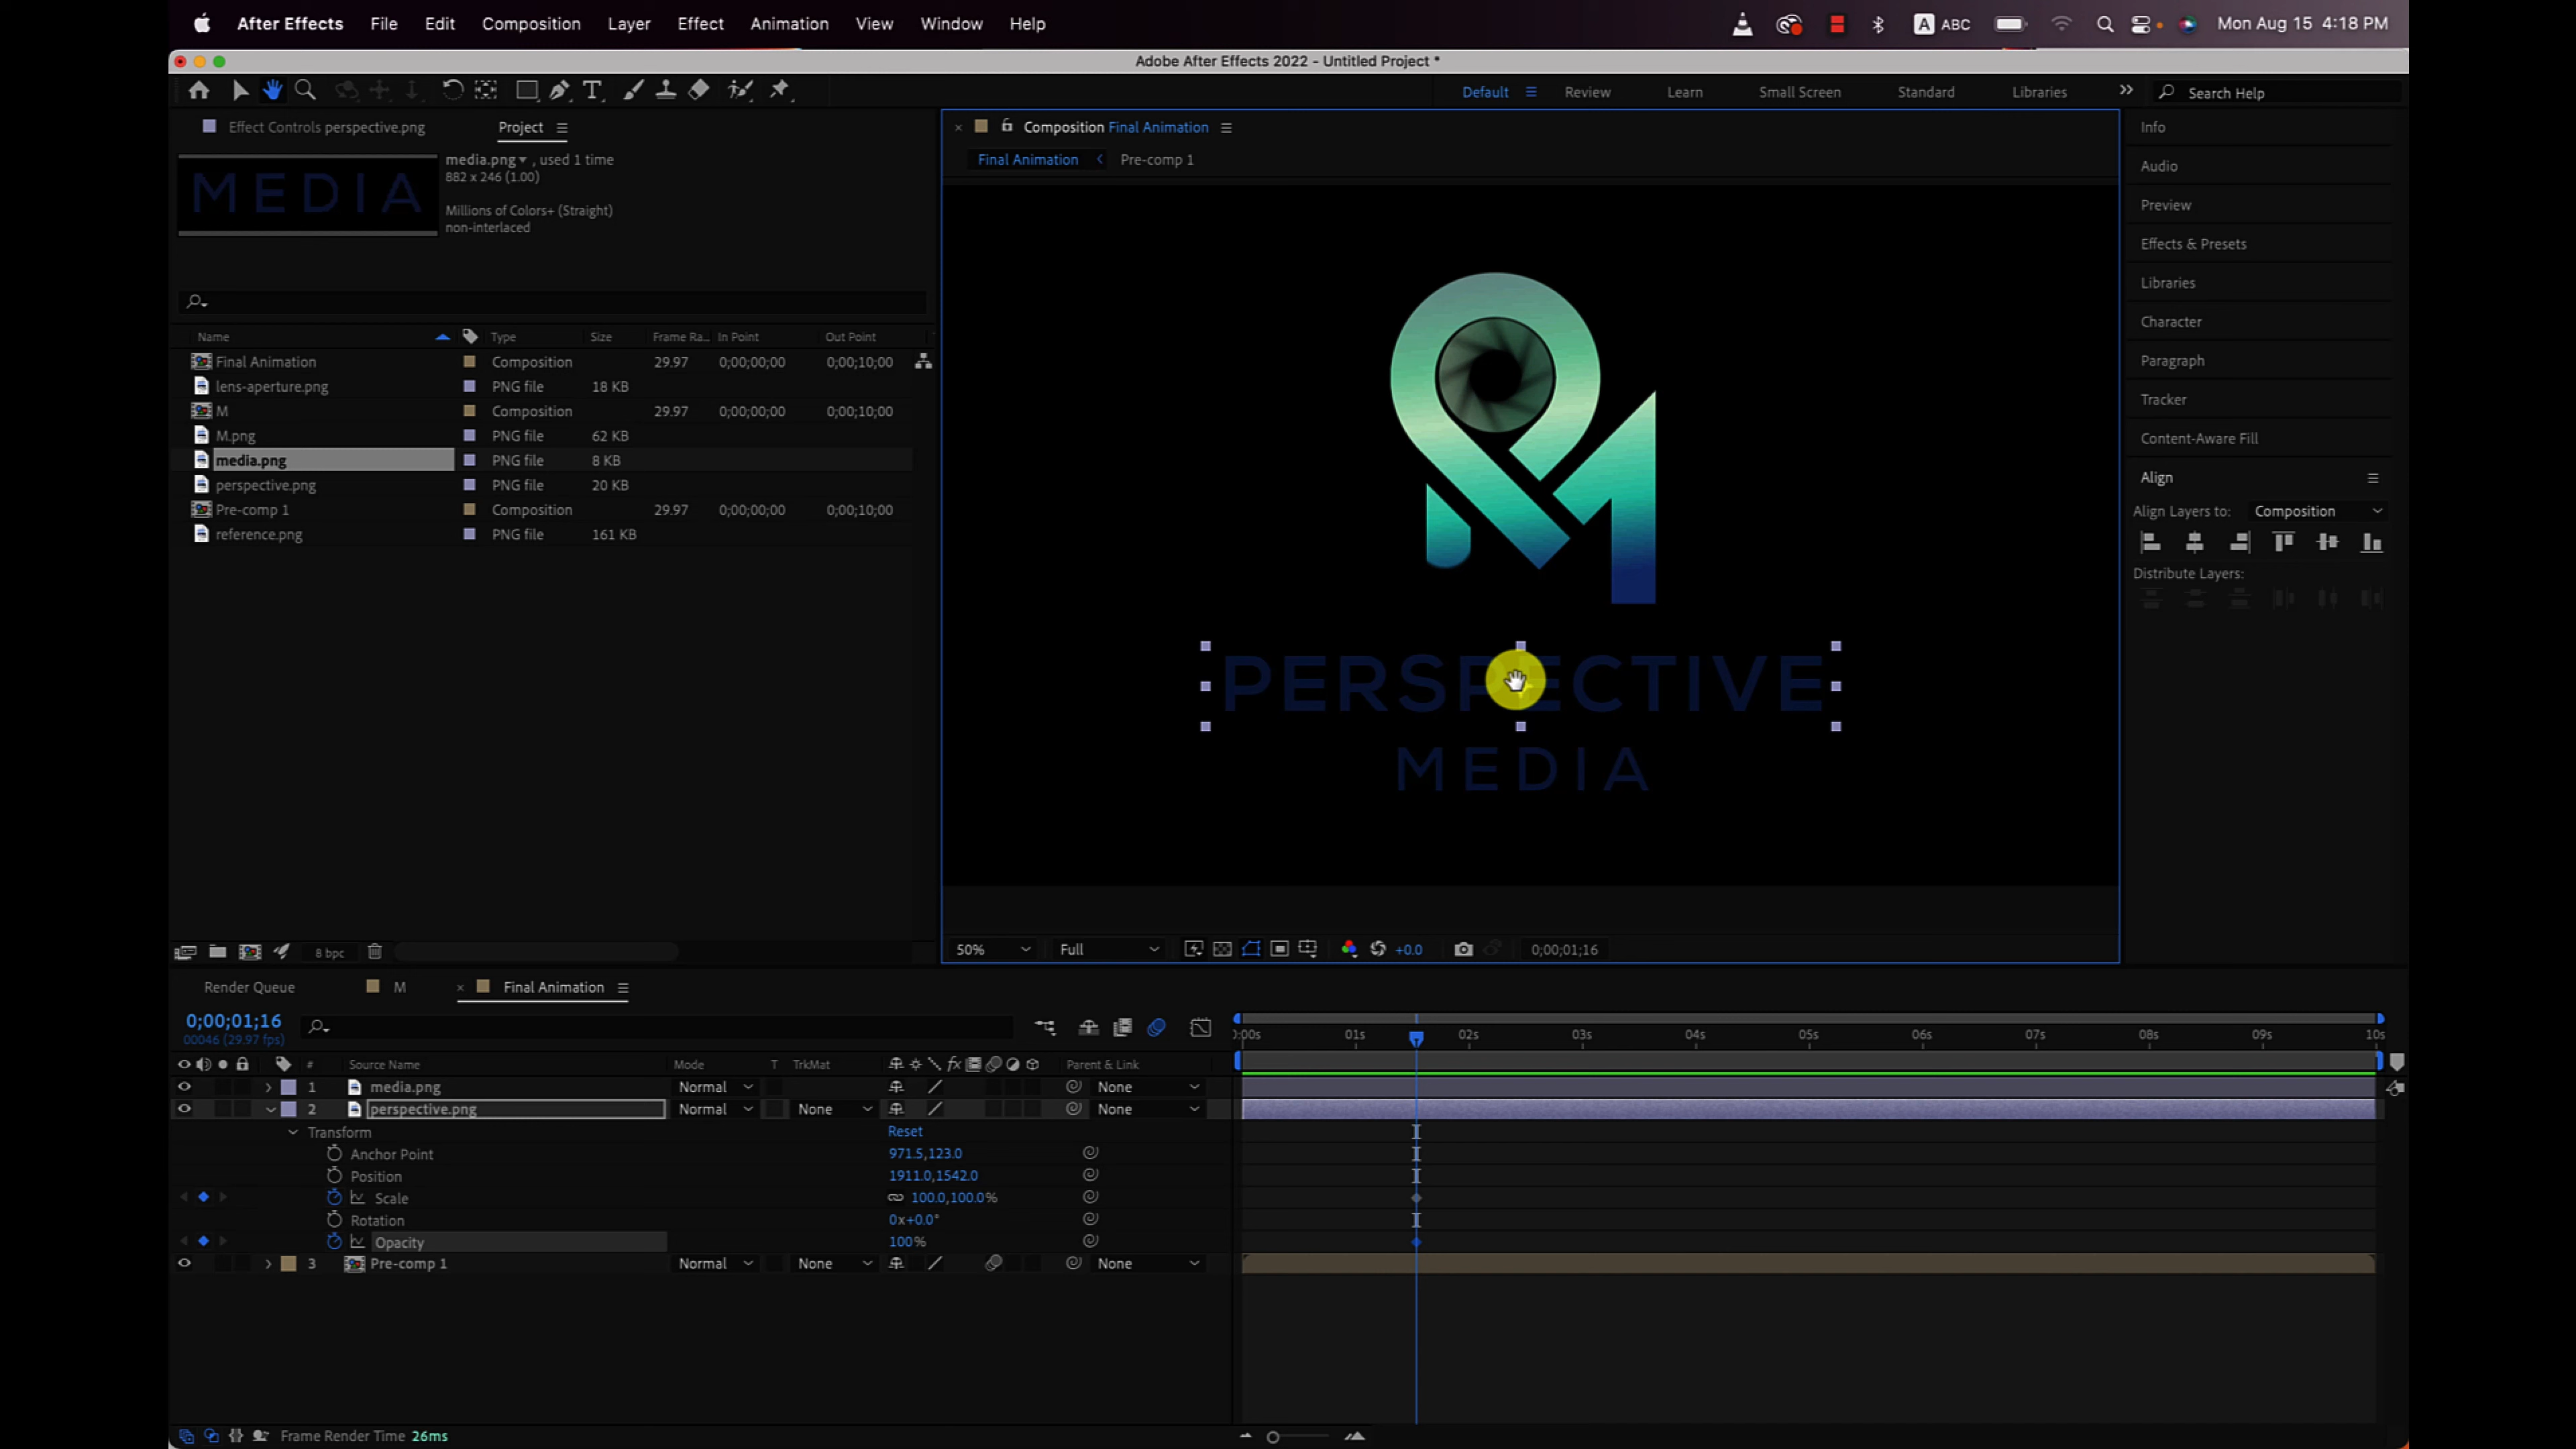 After Effects File Edit Composition Layer Effect Animation View Window Help A ABC Mon Aug 15 4:18 PM
Adobe After Effects 2022 - Untitled Project *
Default Review Learn Small Screen Standard Libraries Search Help
Effect Controls perspective.png Project
media.png , used 1 time
882 x 246 (1.00)
Millions of Colors+ (Straight)
non-interlaced
MEDIA
Name Type Size Frame Ra... In Point Out Point
Final Animation Composition 29.97 0;00;00;00 0;00;10;00
lens-aperture.png PNG file 18 KB
M Composition 29.97 0;00;00;00 0;00;10;00
M.png PNG file 62 KB
media.png PNG file 8 KB
perspective.png PNG file 20 KB
Pre-comp 1 Composition 29.97 0;00;00;00 0;00;10;00
reference.png PNG file 161 KB
8 bpc
Composition Final Animation
Final Animation Pre-comp 1
PERSPECTIVE
MEDIA
50% Full +0.0 0;00;01;16
Info
Audio
Preview
Effects & Presets
Libraries
Character
Paragraph
Tracker
Content-Aware Fill
Align
Align Layers to: Composition
Distribute Layers:
Render Queue M Final Animation
0;00;01;16
00046 (29.97 fps)
0:00s 01s 02s 03s 04s 05s 06s 07s 08s 09s 10s
# Source Name Mode T TrkMat fx Parent & Link
1 media.png Normal None
2 perspective.png Normal None None
Transform Reset
Anchor Point 971.5,123.0
Position 1911.0,1542.0
Scale 100.0,100.0%
Rotation 0x+0.0°
Opacity 100%
3 Pre-comp 1 Normal None None
Frame Render Time 26ms